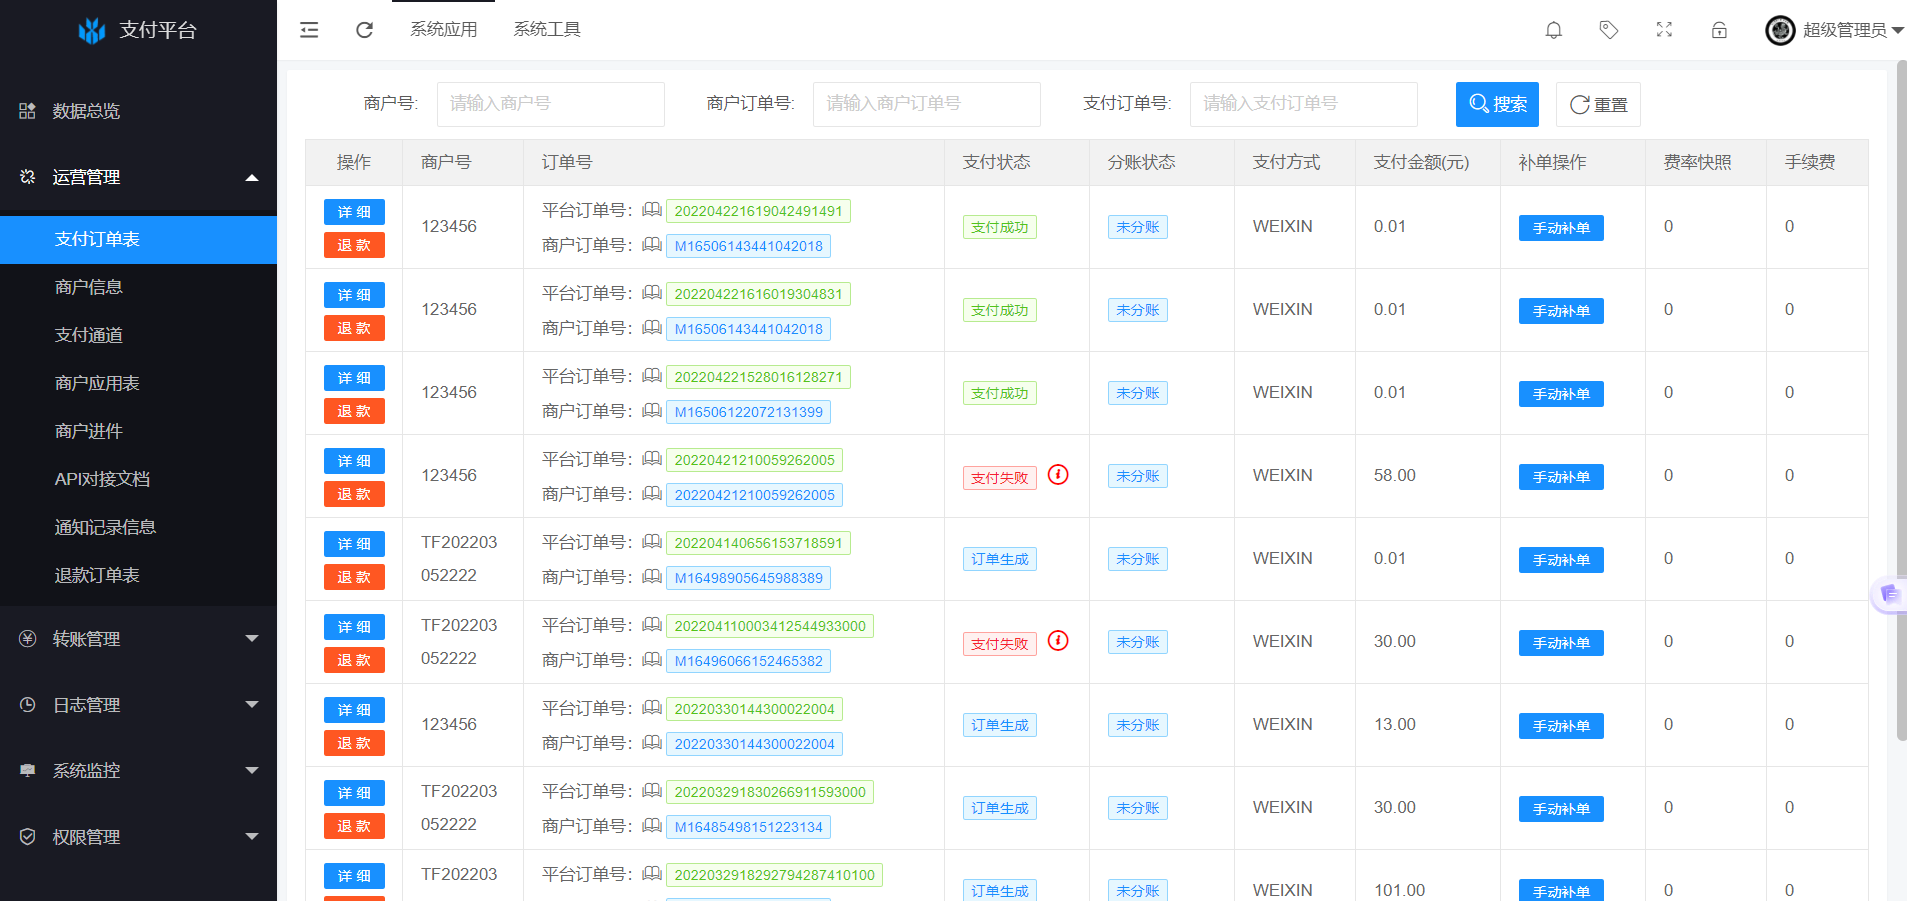 支付平台
系统应用 系统工具
超级管理员
数据总览
运营管理
支付订单表
商户信息
支付通道
商户应用表
商户进件
API对接文档
通知记录信息
退款订单表
转账管理
日志管理
系统监控
权限管理
商户号: 请输入商户号 商户订单号: 请输入商户订单号 支付订单号: 请输入支付订单号 搜索 重置
操作 商户号 订单号 支付状态 分账状态 支付方式 支付金额(元) 补单操作 费率快照 手续费
详 细 平台订单号: 202204221619042491491
123456 支付成功 未分账 WEIXIN 0.01 手动补单 0 0
退 款 商户订单号: M16506143441042018
详 细 平台订单号: 202204221616019304831
123456 支付成功 未分账 WEIXIN 0.01 手动补单 0 0
退 款 商户订单号: M16506143441042018
详 细 平台订单号: 202204221528016128271
123456 支付成功 未分账 WEIXIN 0.01 手动补单 0 0
退 款 商户订单号: M16506122072131399
详 细 平台订单号: 20220421210059262005
123456 支付失败 未分账 WEIXIN 58.00 手动补单 0 0
退 款 商户订单号: 20220421210059262005
详 细 TF202203 平台订单号: 202204140656153718591
订单生成 未分账 WEIXIN 0.01 手动补单 0 0
退 款 052222 商户订单号: M16498905645988389
详 细 TF202203 平台订单号: 202204110003412544933000
支付失败 未分账 WEIXIN 30.00 手动补单 0 0
退 款 052222 商户订单号: M16496066152465382
详 细 平台订单号: 20220330144300022004
123456 订单生成 未分账 WEIXIN 13.00 手动补单 0 0
退 款 商户订单号: 20220330144300022004
详 细 TF202203 平台订单号: 202203291830266911593000
订单生成 未分账 WEIXIN 30.00 手动补单 0 0
退 款 052222 商户订单号: M16485498151223134
详 细 TF202203 平台订单号: 2022032918292794287410100
订单生成 未分账 WEIXIN 101.00 手动补单 0 0